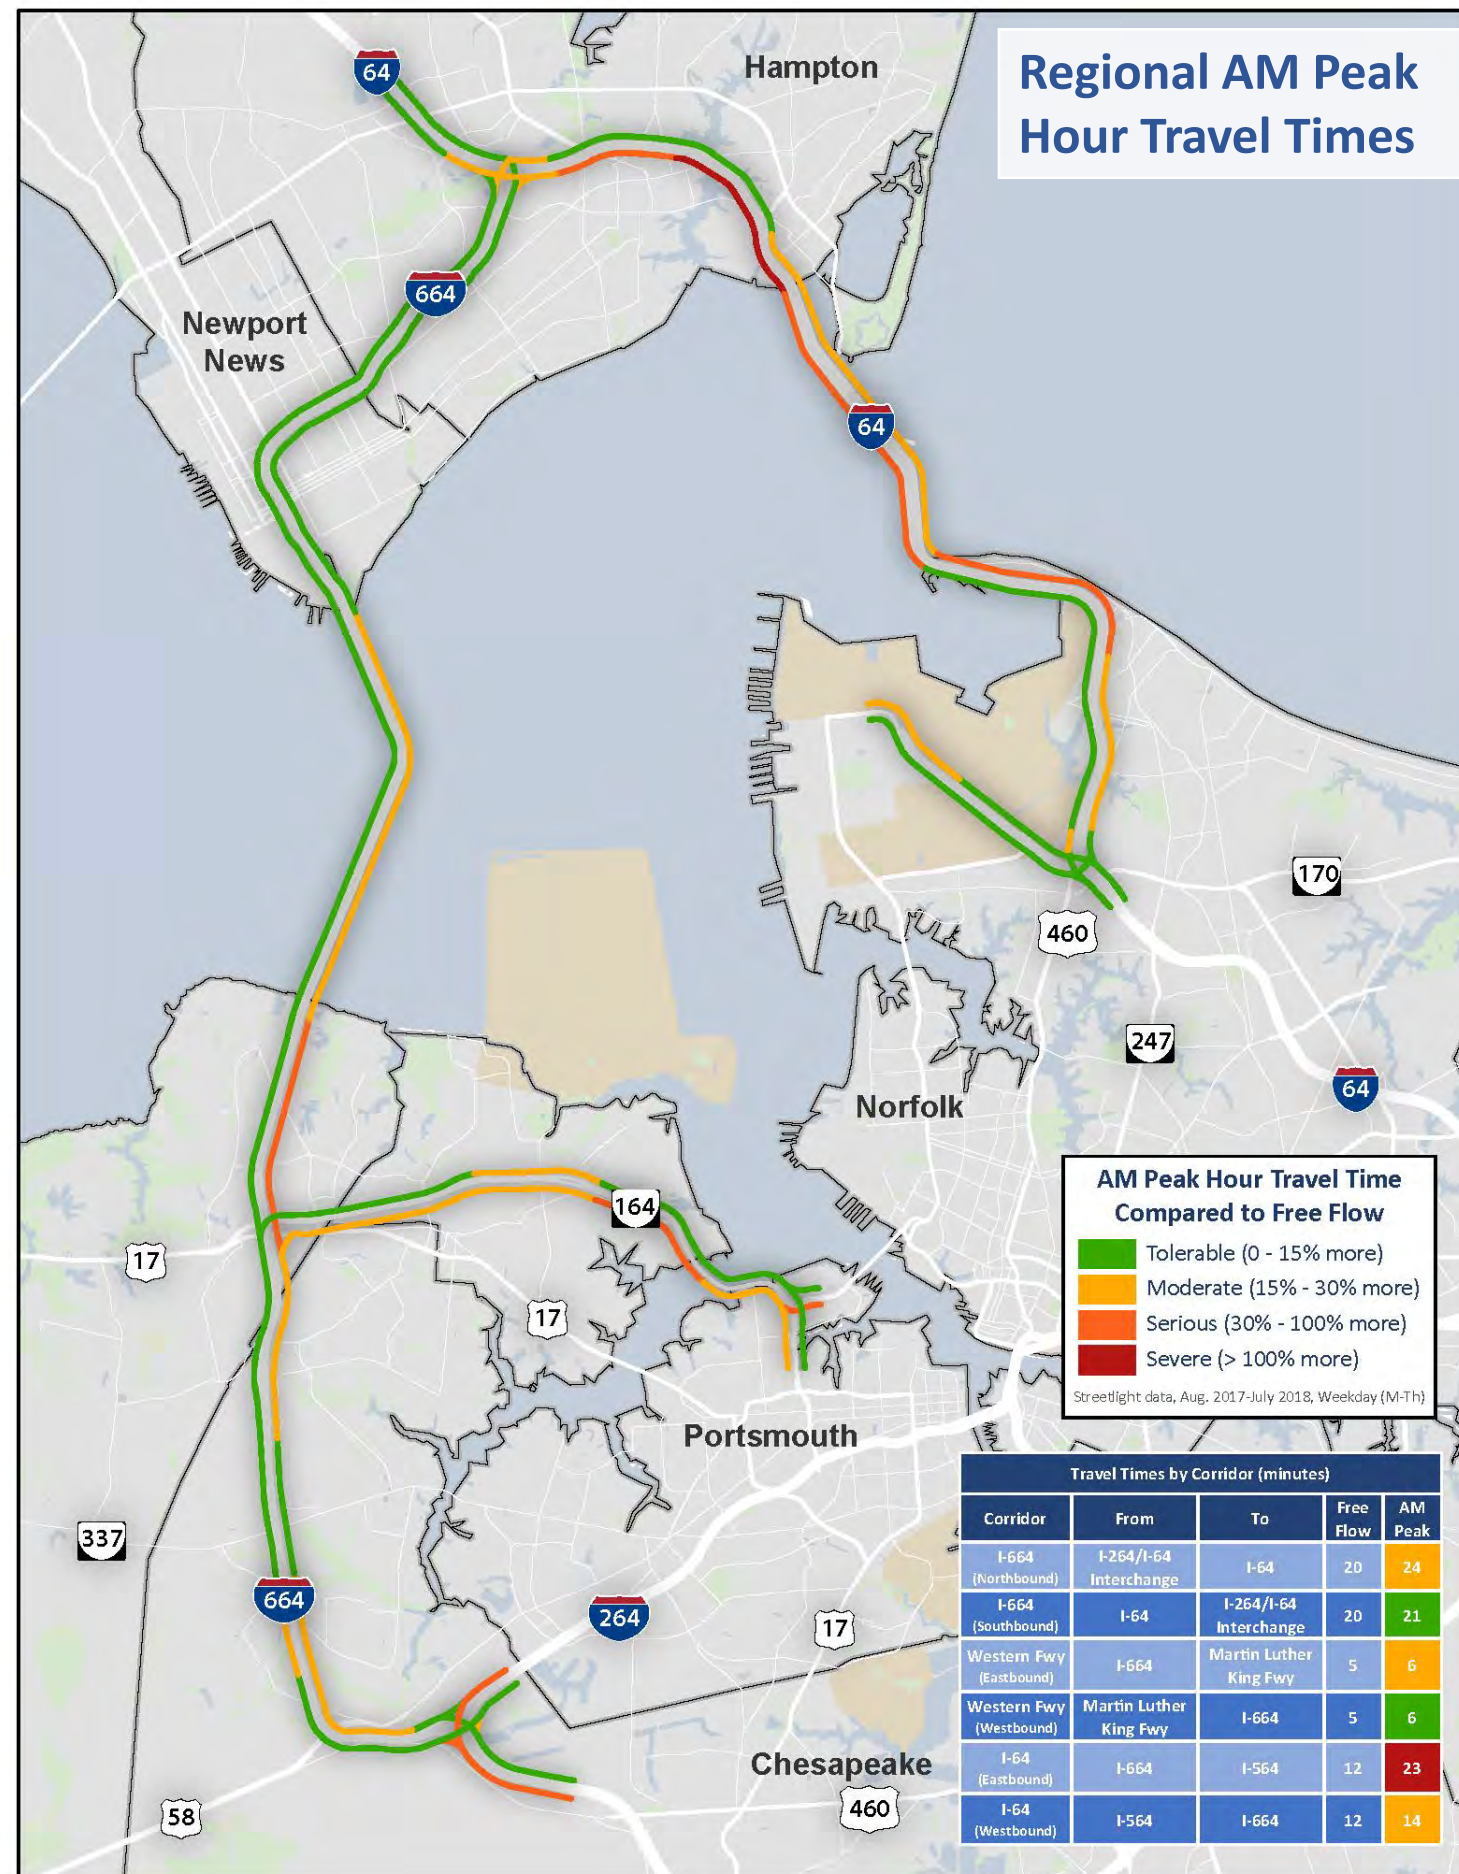 Regional AM Peak
Hour Travel Times
64
Hampton
664
Newport
News
64
170
460
247
64
Norfolk
164
17
17
Portsmouth
337
664
264
17
Chesapeake
58
460
AM Peak Hour Travel Time
Compared to Free Flow
Tolerable (0 - 15% more)
Moderate (15% - 30% more)
Serious (30% - 100% more)
Severe (> 100% more)
Streetlight data, Aug. 2017-July 2018, Weekday (M-Th)
Travel Times by Corridor (minutes)
Corridor From To Free Flow AM Peak
I-664 (Northbound) I-264/I-64 Interchange I-64 20 24
I-664 (Southbound) I-64 I-264/I-64 Interchange 20 21
Western Fwy (Eastbound) I-664 Martin Luther King Fwy 5 6
Western Fwy (Westbound) Martin Luther King Fwy I-664 5 6
I-64 (Eastbound) I-664 I-564 12 23
I-64 (Westbound) I-564 I-664 12 14